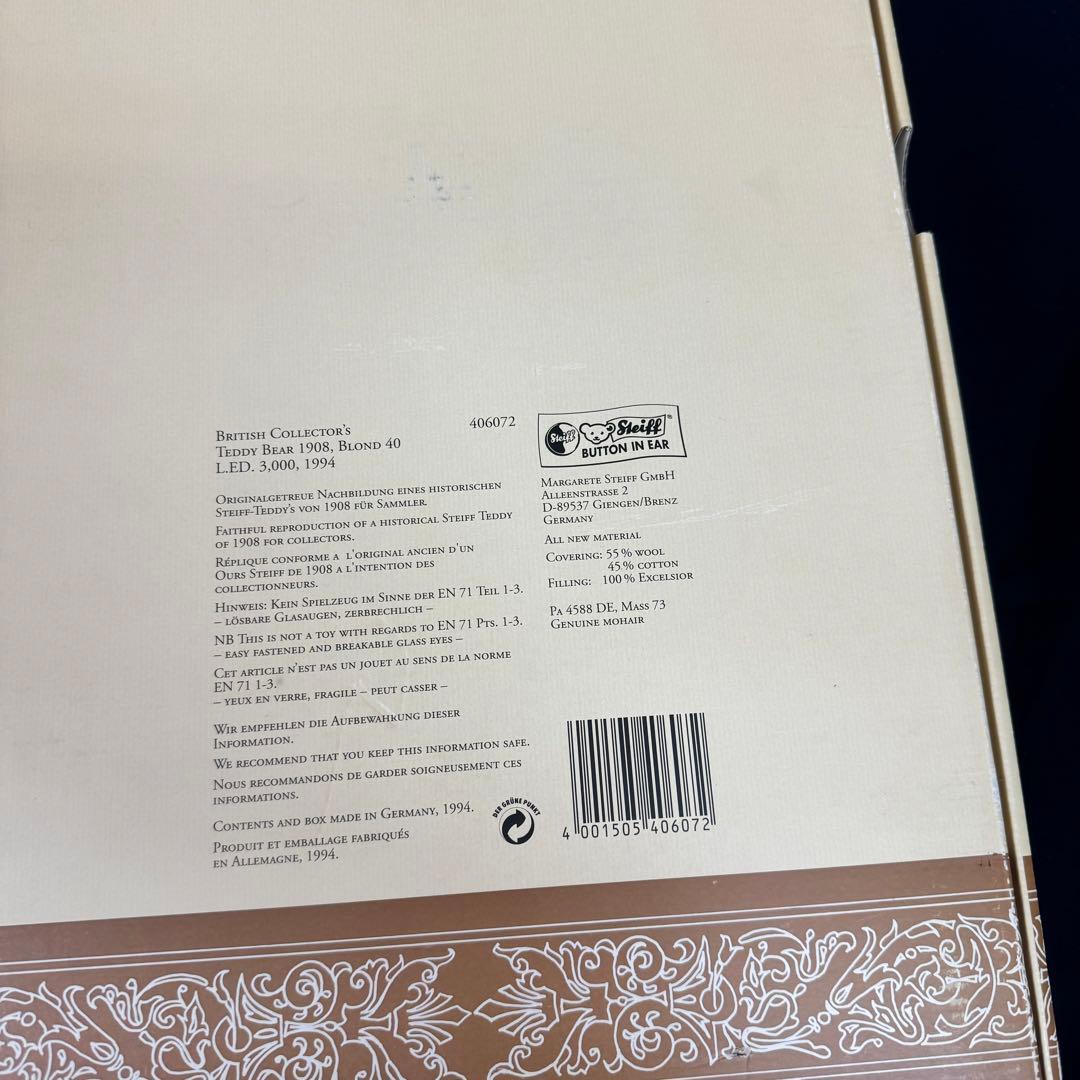 BRITISH COLLECTOR'S 406072
TEDDY BEAR 1908, BLOND 40
L.ED. 3,000, 1994
ORIGINALGETREUE NACHBILDUNG EINES HISTORISCHEN
STEIFF-TEDDY'S VON 1908 FÜR SAMMLER.
FAITHFUL REPRODUCTION OF A HISTORICAL STEIFF TEDDY
OF 1908 FOR COLLECTORS.
RÉPLIQUE CONFORME A L'ORIGINAL ANCIEN D'UN
OURS STEIFF DE 1908 A L'INTENTION DES
COLLECTIONNEURS.
HINWEIS: KEIN SPIELZEUG IM SINNE DER EN 71 TEIL 1-3.
– LÖSBARE GLASAUGEN, ZERBRECHLICH –
NB THIS IS NOT A TOY WITH REGARDS TO EN 71 PTS. 1-3.
– EASY FASTENED AND BREAKABLE GLASS EYES –
CET ARTICLE N'EST PAS UN JOUET AU SENS DE LA NORME
EN 71 1-3.
– YEUX EN VERRE, FRAGILE – PEUT CASSER –
WIR EMPFEHLEN DIE AUFBEWAHRUNG DIESER
INFORMATION.
WE RECOMMEND THAT YOU KEEP THIS INFORMATION SAFE.
NOUS RECOMMANDONS DE GARDER SOIGNEUSEMENT CES
INFORMATIONS.
CONTENTS AND BOX MADE IN GERMANY, 1994.
PRODUIT ET EMBALLAGE FABRIQUÉS
EN ALLEMAGNE, 1994.
DER GRÜNE PUNKT
Steiff Steiff®
BUTTON IN EAR
MARGARETE STEIFF GMBH
ALLEENSTRASSE 2
D-89537 GIENGEN/BRENZ
GERMANY
ALL NEW MATERIAL
COVERING: 55 % WOOL
45 % COTTON
FILLING: 100 % EXCELSIOR
PA 4588 DE, MASS 73
GENUINE MOHAIR
4 001505 406072